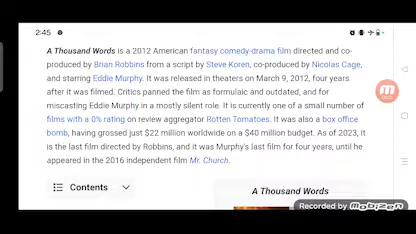 2:45
A Thousand Words is a 2012 American fantasy comedy-drama film directed and co-
produced by Brian Robbins from a script by Steve Koren, co-produced by Nicolas Cage,
and starring Eddie Murphy. It was released in theaters on March 9, 2012, four years
after it was filmed. Critics panned the film as formulaic and outdated, and for
miscasting Eddie Murphy in a mostly silent role. It is currently one of a small number of
films with a 0% rating on review aggregator Rotten Tomatoes. It was also a box office
bomb, having grossed just $22 million worldwide on a $40 million budget. As of 2023, it
is the last film directed by Robbins, and it was Murphy's last film for four years, until he
appeared in the 2016 independent film Mr. Church.
Contents
A Thousand Words
Recorded by Mobizen